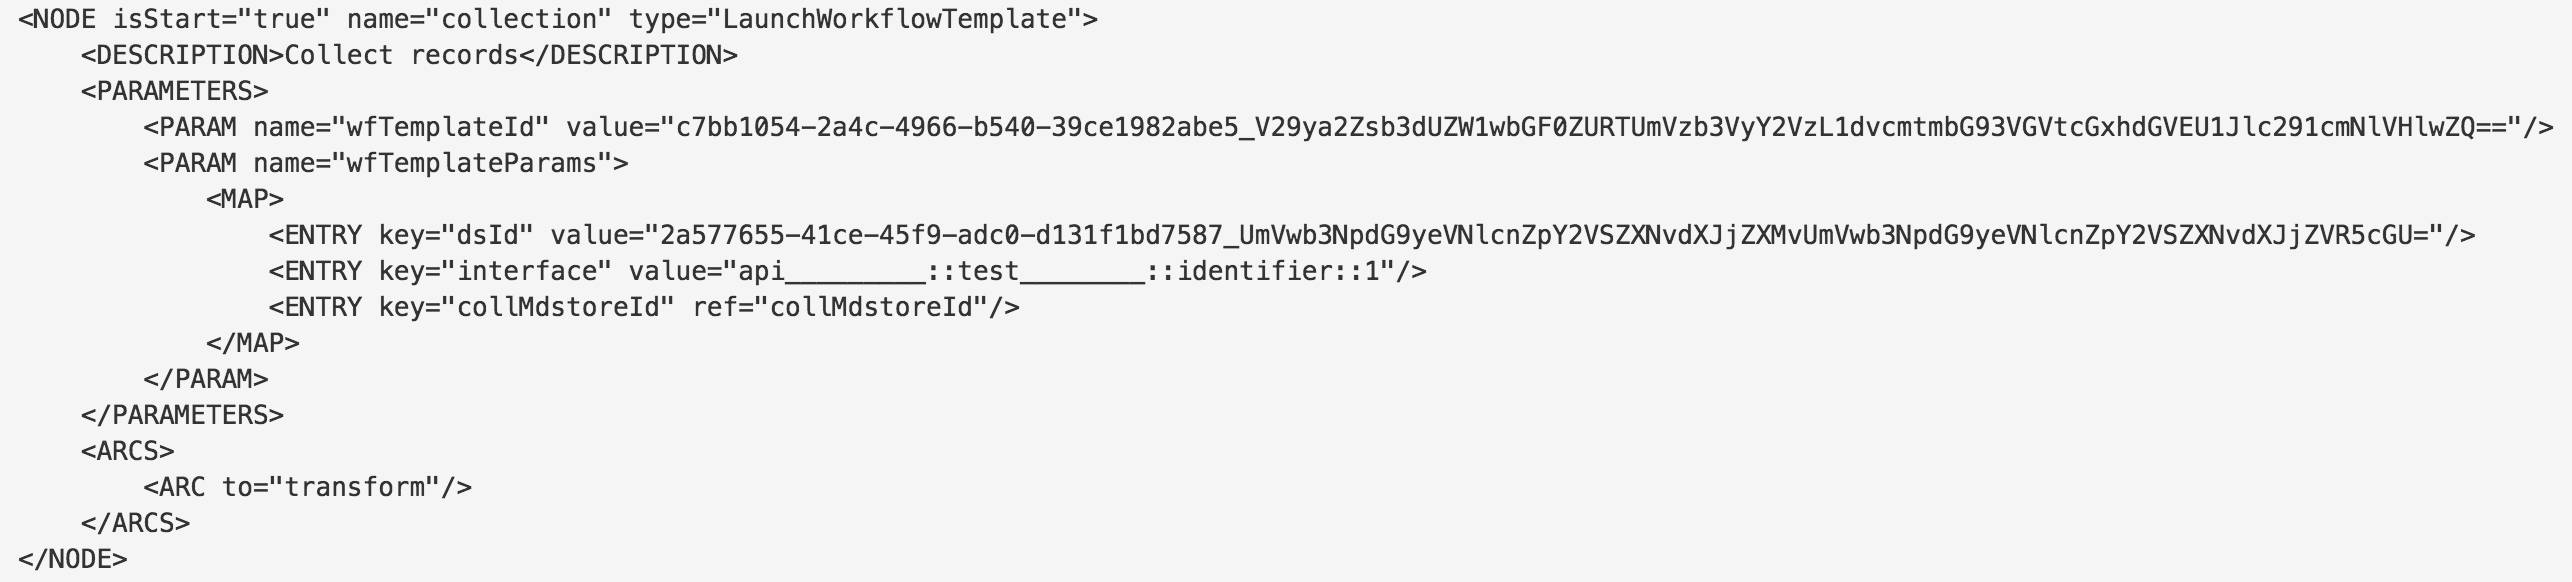 <NODE isStart="true" name="collection" type="LaunchWorkflowTemplate">
    <DESCRIPTION>Collect records</DESCRIPTION>
    <PARAMETERS>
        <PARAM name="wfTemplateId" value="c7bb1054-2a4c-4966-b540-39ce1982abe5_V29ya2Zsb3dUZW1wbGF0ZURTUmVzb3VyY2VzL1dvcmtmbG93VGVtcGxhdGVEU1Jlc291cmNlVHlwZQ=="/>
        <PARAM name="wfTemplateParams">
            <MAP>
                <ENTRY key="dsId" value="2a577655-41ce-45f9-adc0-d131f1bd7587_UmVwb3NpdG9yeVNlcnZpY2VSZXNvdXJjZXMvUmVwb3NpdG9yeVNlcnZpY2VSZXNvdXJjZVR5cGU="/>
                <ENTRY key="interface" value="api_________::test________::identifier::1"/>
                <ENTRY key="collMdstoreId" ref="collMdstoreId"/>
            </MAP>
        </PARAM>
    </PARAMETERS>
    <ARCS>
        <ARC to="transform"/>
    </ARCS>
</NODE>